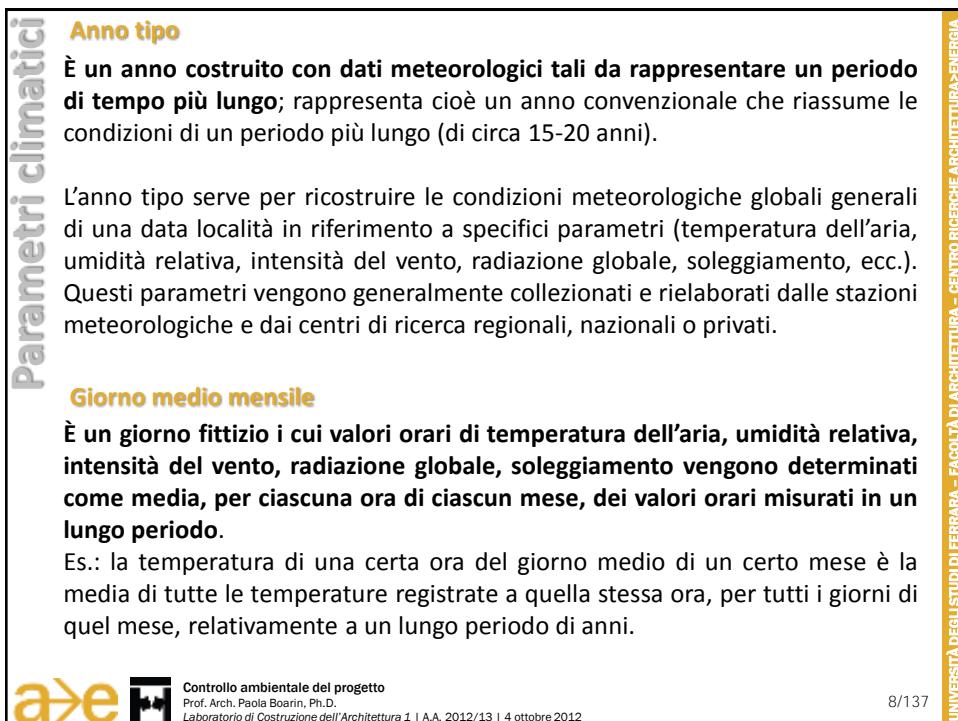 Parametri climatici
Anno tipo
È un anno costruito con dati meteorologici tali da rappresentare un periodo
di tempo più lungo; rappresenta cioè un anno convenzionale che riassume le
condizioni di un periodo più lungo (di circa 15-20 anni).
L’anno tipo serve per ricostruire le condizioni meteorologiche globali generali
di una data località in riferimento a specifici parametri (temperatura dell’aria,
umidità relativa, intensità del vento, radiazione globale, soleggiamento, ecc.).
Questi parametri vengono generalmente collezionati e rielaborati dalle stazioni
meteorologiche e dai centri di ricerca regionali, nazionali o privati.
Giorno medio mensile
È un giorno fittizio i cui valori orari di temperatura dell’aria, umidità relativa,
intensità del vento, radiazione globale, soleggiamento vengono determinati
come media, per ciascuna ora di ciascun mese, dei valori orari misurati in un
lungo periodo.
Es.: la temperatura di una certa ora del giorno medio di un certo mese è la
media di tutte le temperature registrate a quella stessa ora, per tutti i giorni di
quel mese, relativamente a un lungo periodo di anni.
a>e
Controllo ambientale del progetto
Prof. Arch. Paola Boarin, Ph.D.
Laboratorio di Costruzione dell’Architettura 1 | A.A. 2012/13 | 4 ottobre 2012
8/137
UNIVERSITÀ DEGLI STUDI DI FERRARA – FACOLTÀ DI ARCHITETTURA – CENTRO RICERCHE ARCHITETTURA>ENERGIA